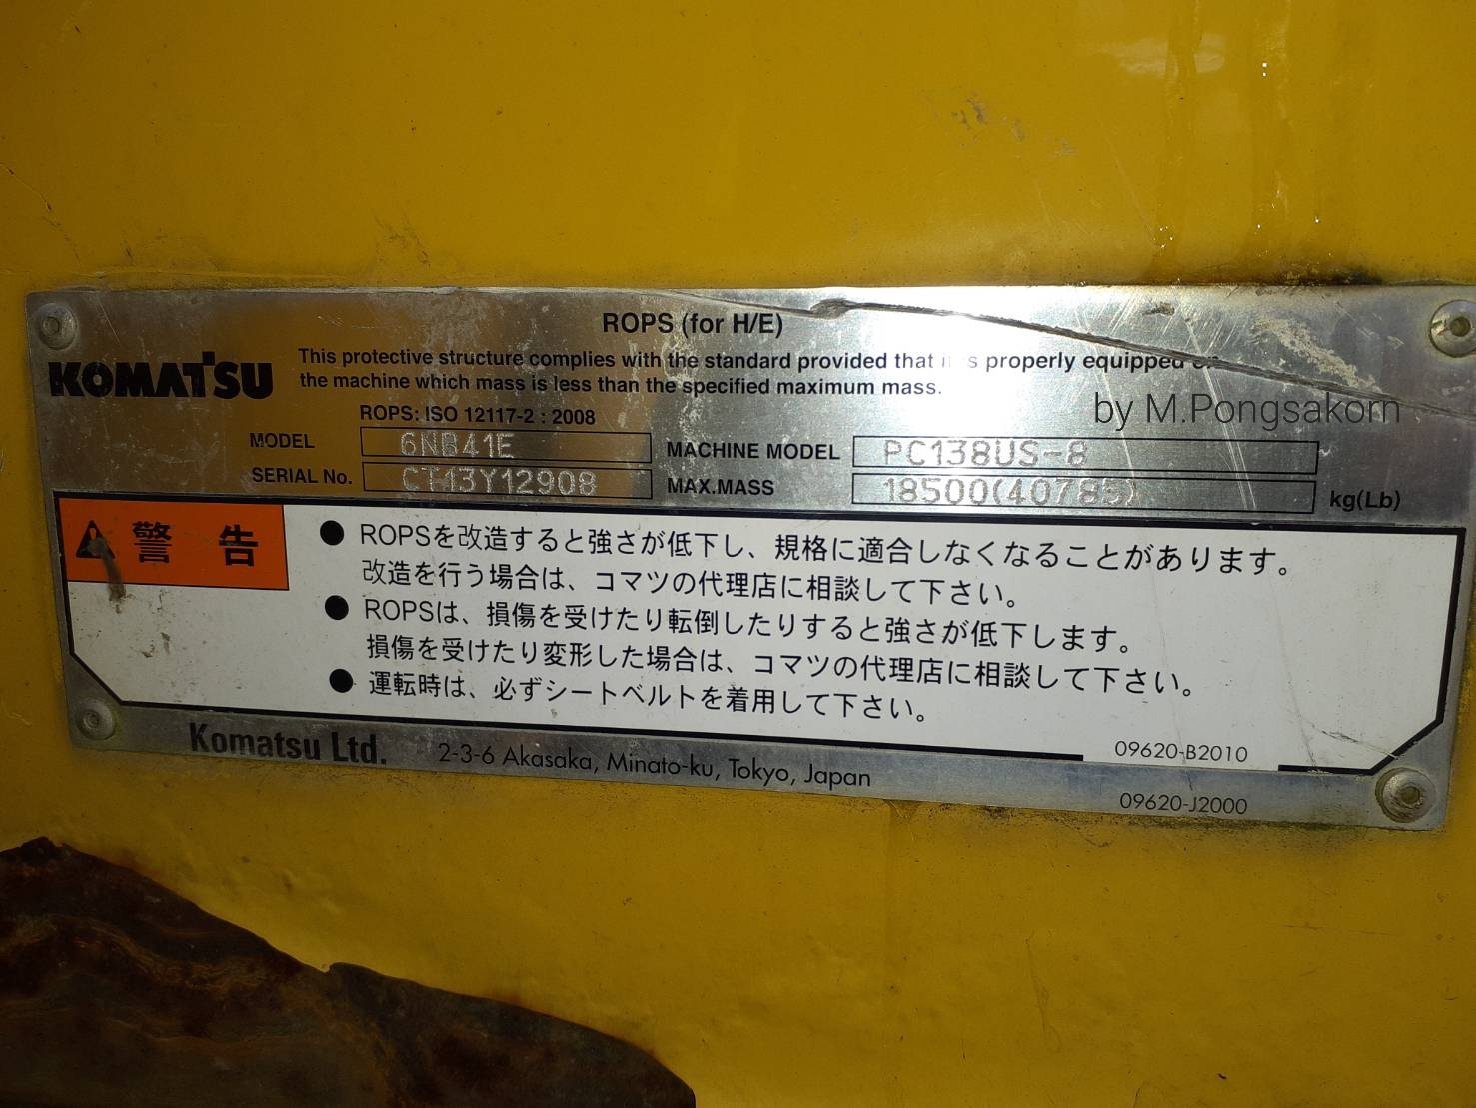 ROPS (for H/E)
KOMATSU
This protective structure complies with the standard provided that it is properly equipped on
the machine which mass is less than the specified maximum mass.
by M.Pongsakorn
ROPS: ISO 12117-2 : 2008
MODEL 6NB41E MACHINE MODEL PC138US-8
SERIAL No. CT13Y12908 MAX.MASS 18500(40785) kg(Lb)
警告
● ROPSを改造すると強さが低下し、規格に適合しなくなることがあります。
改造を行う場合は、コマツの代理店に相談して下さい。
● ROPSは、損傷を受けたり転倒したりすると強さが低下します。
損傷を受けたり変形した場合は、コマツの代理店に相談して下さい。
● 運転時は、必ずシートベルトを着用して下さい。
09620-B2010
Komatsu Ltd. 2-3-6 Akasaka, Minato-ku, Tokyo, Japan
09620-J2000